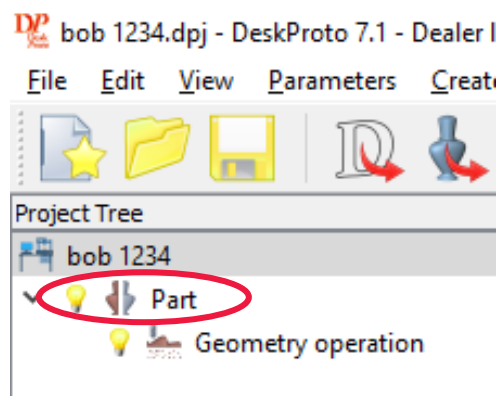 bob 1234.dpj - DeskProto 7.1 - Dealer
File Edit View Parameters Create
Project Tree
bob 1234
Part
Geometry operation